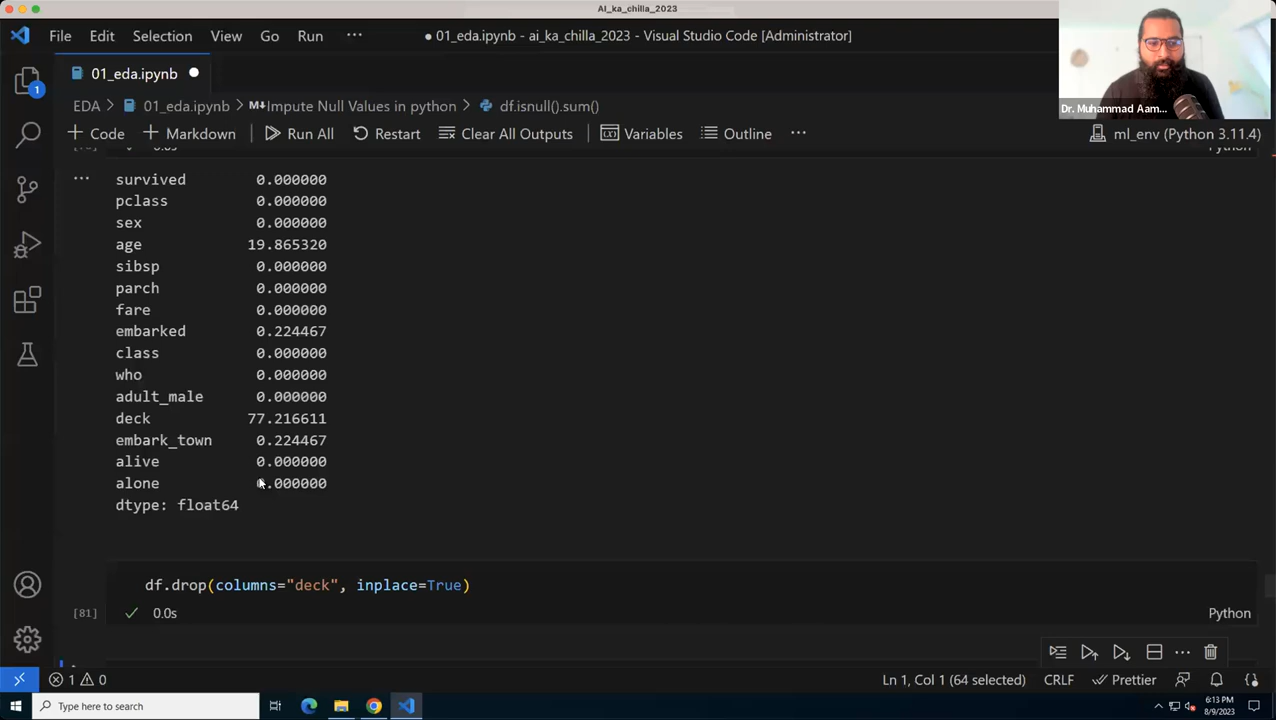 AI_ka_chilla_2023
File Edit Selection View Go Run ··· 01_eda.ipynb - ai_ka_chilla_2023 - Visual Studio Code [Administrator]
01_eda.ipynb
EDA > 01_eda.ipynb > M↓Impute Null Values in python > df.isnull().sum()
+ Code + Markdown Run All Restart Clear All Outputs Variables Outline ··· ml_env (Python 3.11.4)
Dr. Muhammad Aam...
1
Python
survived 0.000000
pclass 0.000000
sex 0.000000
age 19.865320
sibsp 0.000000
parch 0.000000
fare 0.000000
embarked 0.224467
class 0.000000
who 0.000000
adult_male 0.000000
deck 77.216611
embark_town 0.224467
alive 0.000000
alone 0.000000
dtype: float64
df.drop(columns="deck", inplace=True)
[81] 0.0s Python
1 0 Ln 1, Col 1 (64 selected) CRLF Prettier
Type here to search 6:13 PM
8/9/2023